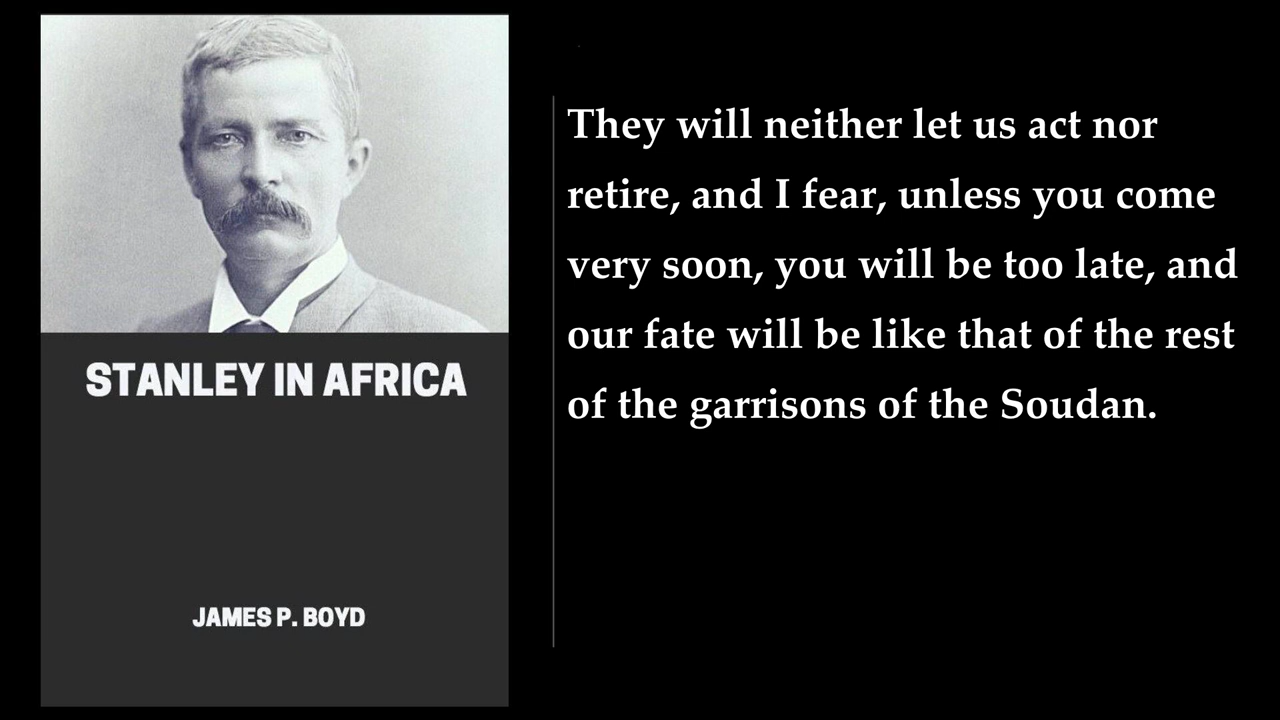 STANLEY IN AFRICA
JAMES P. BOYD
They will neither let us act nor
retire, and I fear, unless you come
very soon, you will be too late, and
our fate will be like that of the rest
of the garrisons of the Soudan.